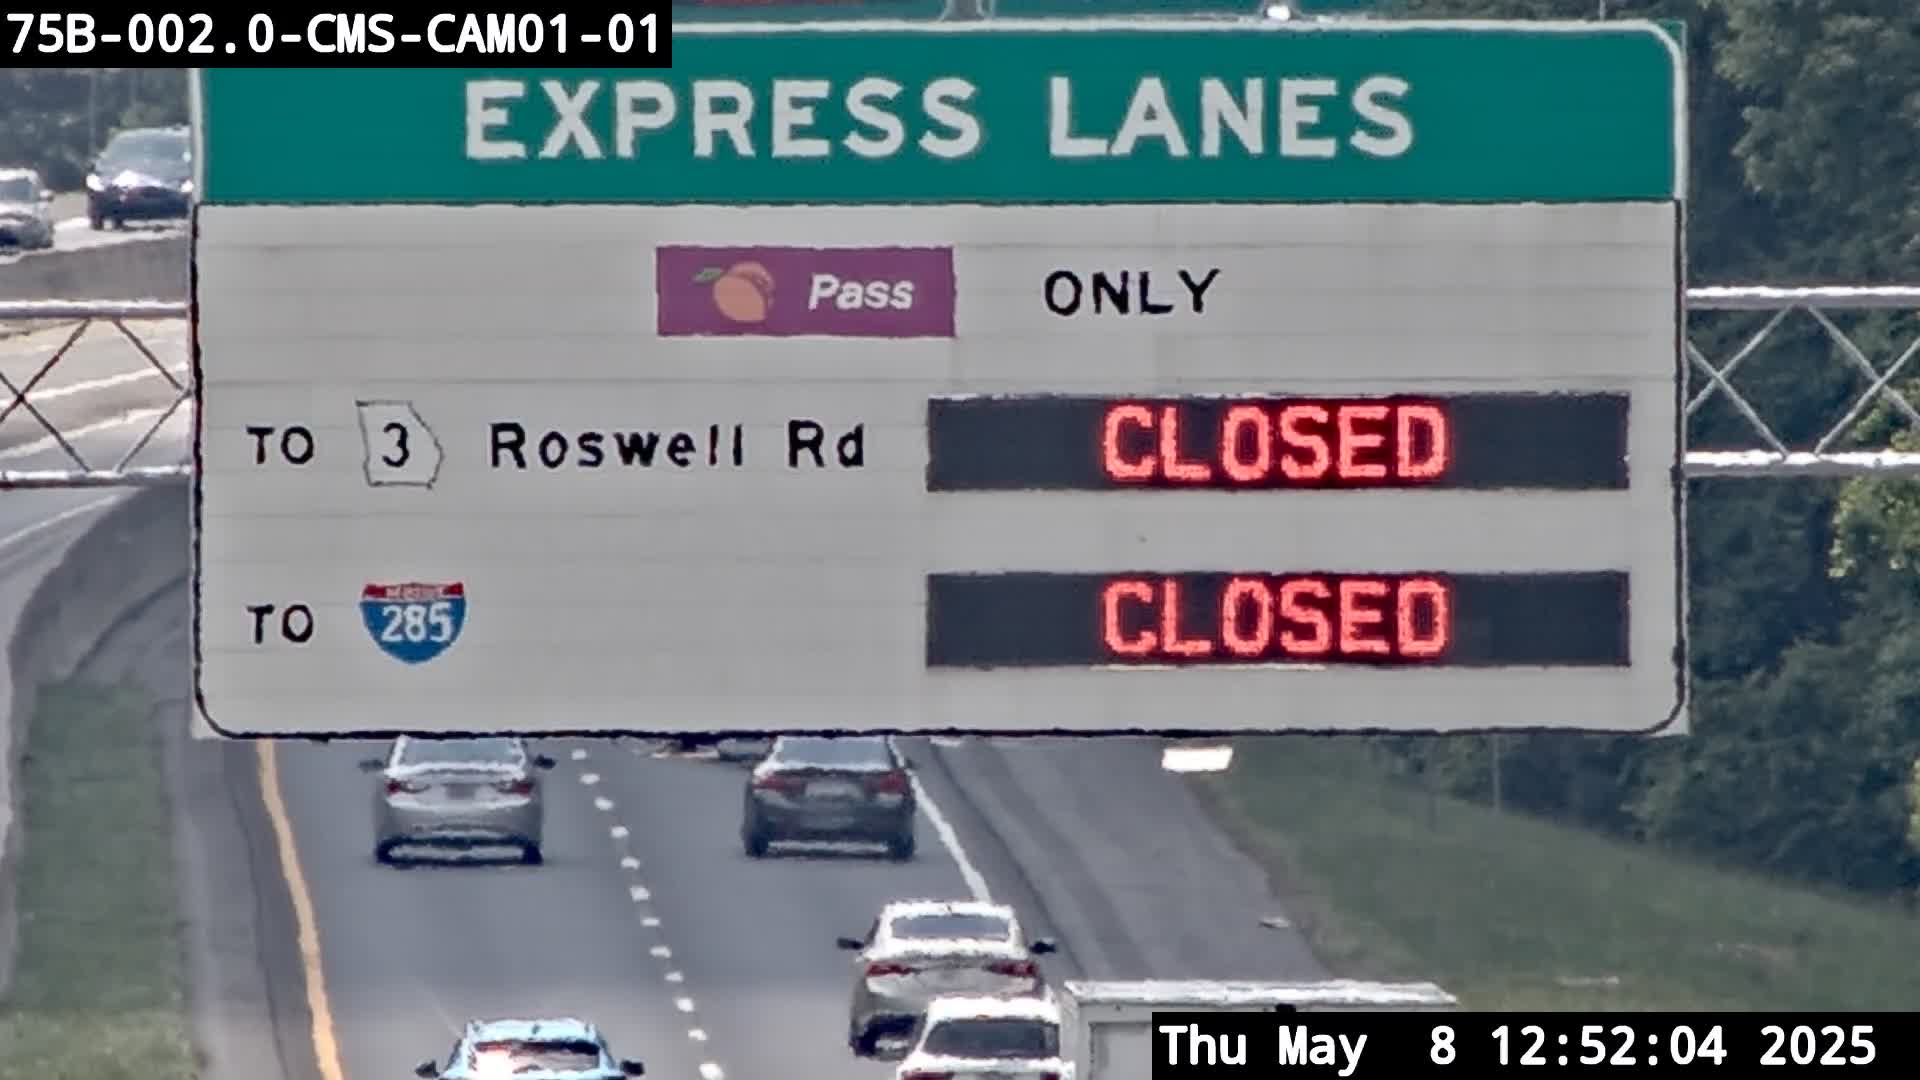 75B-002.0-CMS-CAM01-01
EXPRESS LANES
Pass ONLY
TO 3 Roswell Rd CLOSED
TO 285 CLOSED
Thu May 8 12:52:04 2025